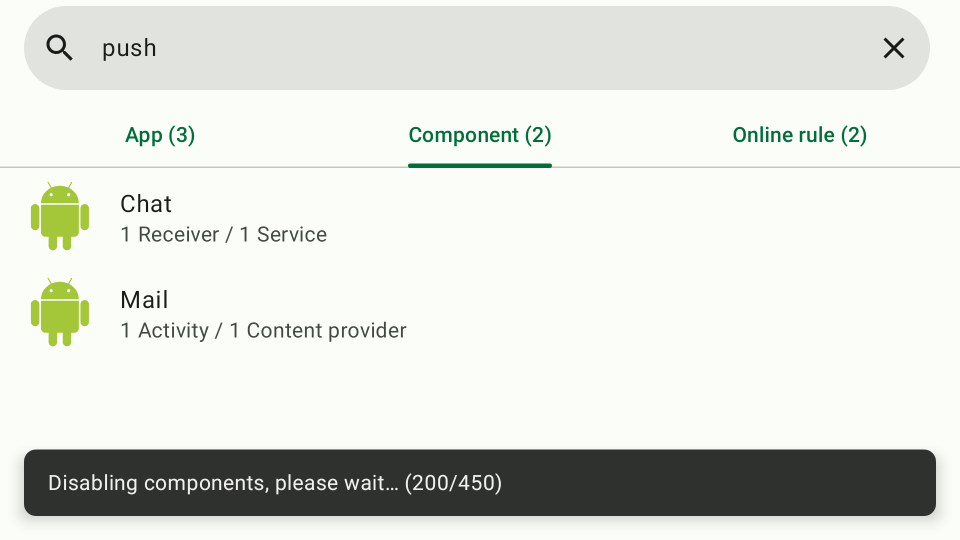 push
App (3)
Component (2)
Online rule (2)
Chat
1 Receiver / 1 Service
Mail
1 Activity / 1 Content provider
Disabling components, please wait… (200/450)